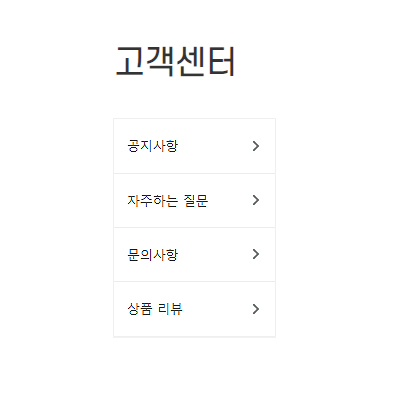 고객센터
공지사항
자주하는 질문
문의사항
상품 리뷰